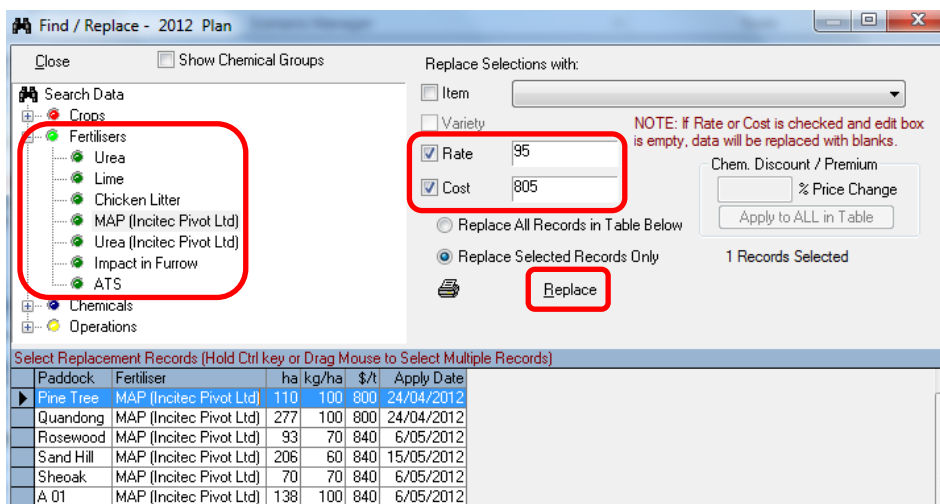 Find / Replace - 2012 Plan
Close
Show Chemical Groups
Search Data
Crops
Fertilisers
Urea
Lime
Chicken Litter
MAP (Incitec Pivot Ltd)
Urea (Incitec Pivot Ltd)
Impact in Furrow
ATS
Chemicals
Operations
Replace Selections with:
Item
Variety
Rate 95
Cost 805
NOTE: If Rate or Cost is checked and edit box
is empty, data will be replaced with blanks.
Chem. Discount / Premium
% Price Change
Apply to ALL in Table
Replace All Records in Table Below
Replace Selected Records Only
1 Records Selected
Replace
Select Replacement Records (Hold Ctrl key or Drag Mouse to Select Multiple Records)
Paddock Fertiliser ha kg/ha $/t Apply Date
Pine Tree MAP (Incitec Pivot Ltd) 110 100 800 24/04/2012
Quandong MAP (Incitec Pivot Ltd) 277 100 800 24/04/2012
Rosewood MAP (Incitec Pivot Ltd) 93 70 840 6/05/2012
Sand Hill MAP (Incitec Pivot Ltd) 206 60 840 15/05/2012
Sheoak MAP (Incitec Pivot Ltd) 70 70 840 6/05/2012
A 01 MAP (Incitec Pivot Ltd) 138 100 840 6/05/2012